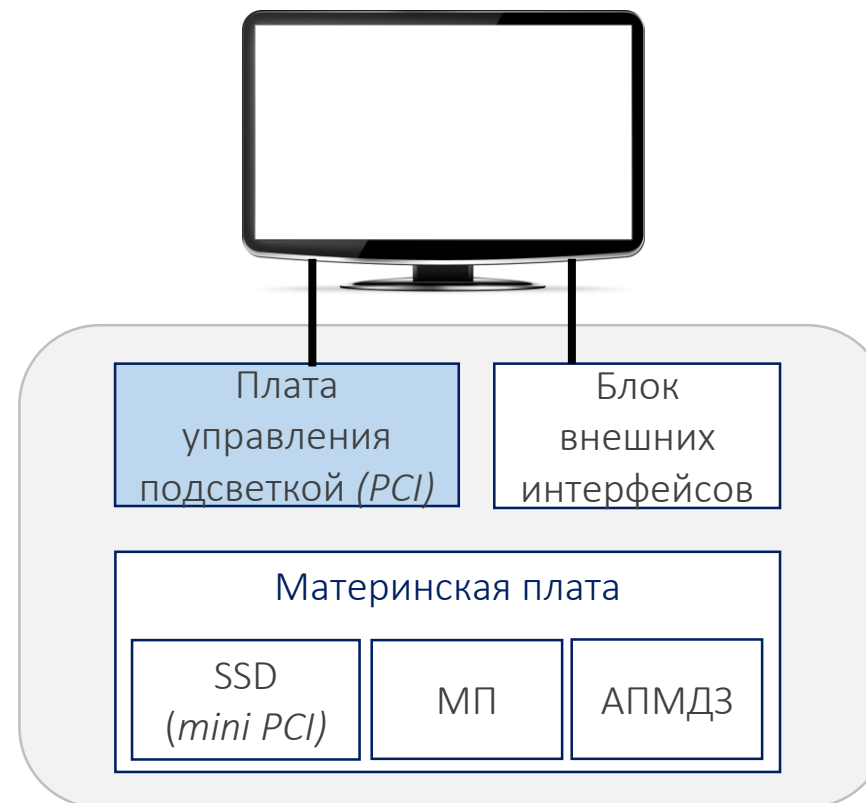 Плата
управления
подсветкой (PCI)
Блок
внешних
интерфейсов
Материнская плата
SSD
(mini PCI)
МП
АПМДЗ